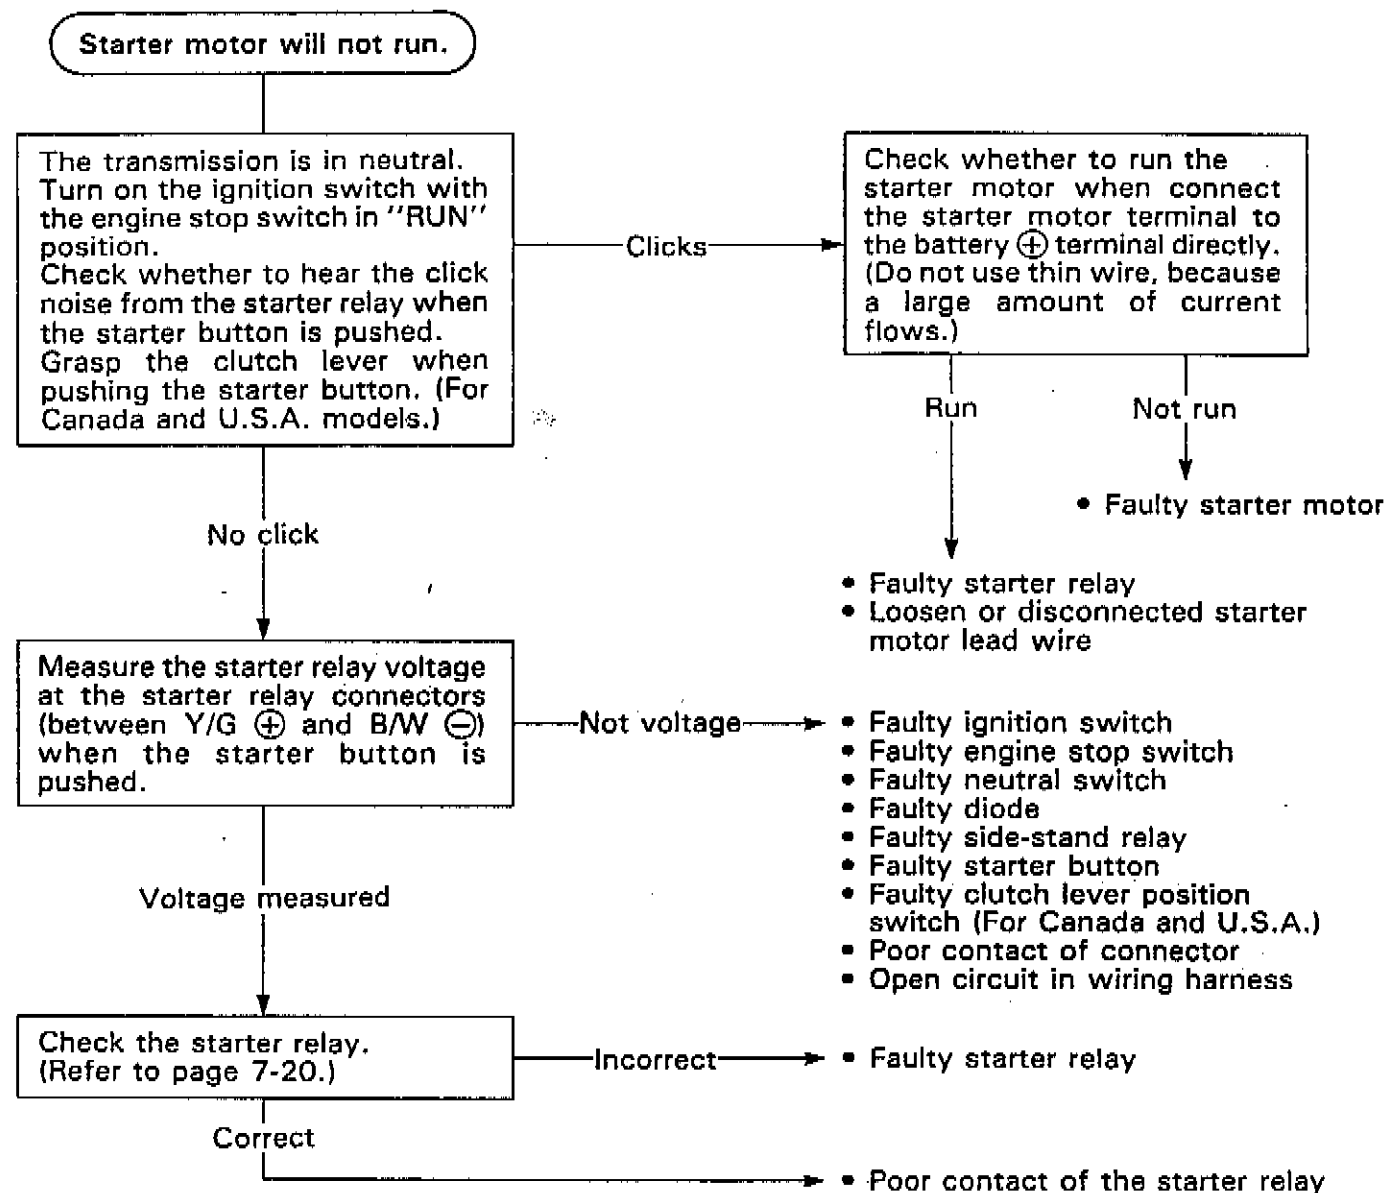 Starter motor will not run.
The transmission is in neutral.
Turn on the ignition switch with
the engine stop switch in "RUN"
position.
Check whether to hear the click
noise from the starter relay when
the starter button is pushed.
Grasp the clutch lever when
pushing the starter button. (For
Canada and U.S.A. models.)
Clicks
Check whether to run the
starter motor when connect
the starter motor terminal to
the battery ⊕ terminal directly.
(Do not use thin wire, because
a large amount of current
flows.)
Run
Not run
• Faulty starter motor
• Faulty starter relay
• Loosen or disconnected starter
motor lead wire
No click
Measure the starter relay voltage
at the starter relay connectors
(between Y/G ⊕ and B/W ⊖)
when the starter button is
pushed.
Not voltage
• Faulty ignition switch
• Faulty engine stop switch
• Faulty neutral switch
• Faulty diode
• Faulty side-stand relay
• Faulty starter button
• Faulty clutch lever position
switch (For Canada and U.S.A.)
• Poor contact of connector
• Open circuit in wiring harness
Voltage measured
Check the starter relay.
(Refer to page 7-20.)
Incorrect
• Faulty starter relay
Correct
• Poor contact of the starter relay